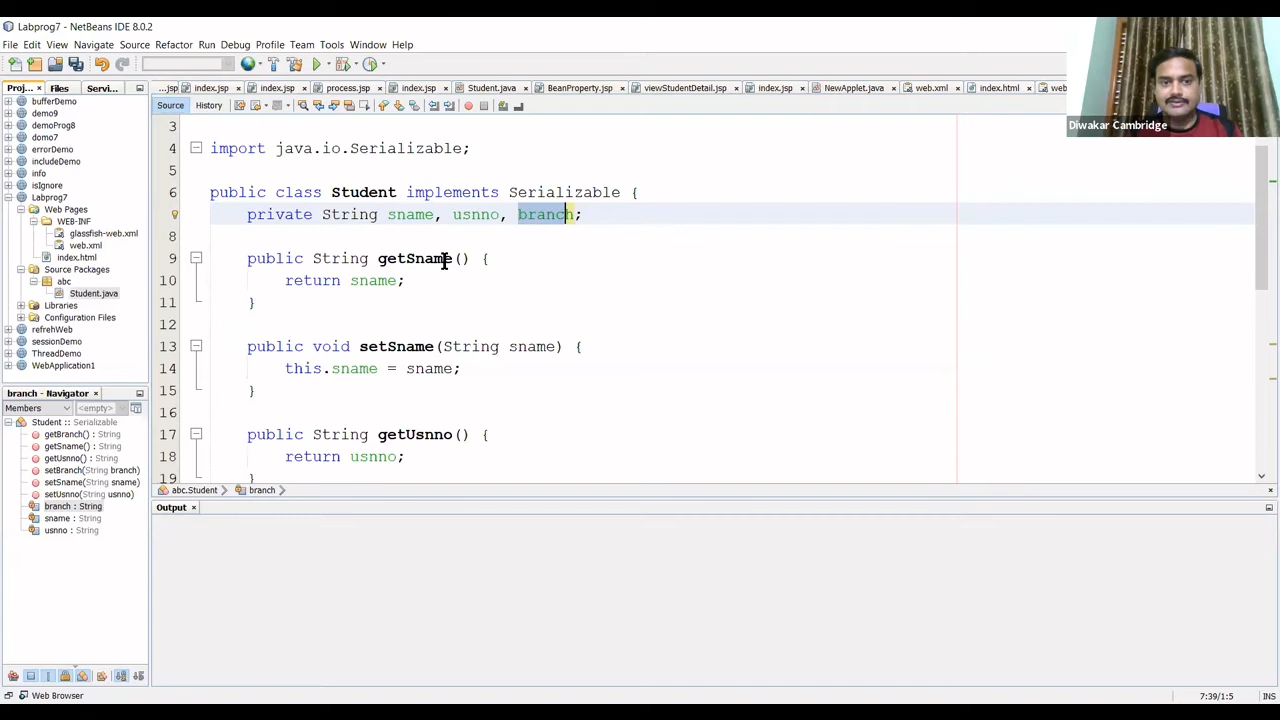 Labprog7 - NetBeans IDE 8.0.2
File Edit View Navigate Source Refactor Run Debug Profile Team Tools Window Help
Proj... × Files Servi...
...jsp index.jsp × index.jsp × process.jsp × index.jsp × Student.java × BeanProperty.jsp × viewStudentDetail.jsp × index.jsp × NewApplet.java × web.xml × index.html × web
Diwakar Cambridge
Source History
bufferDemo
demo9
demoProg8
domo7
errorDemo
includeDemo
info
isIgnore
Labprog7
Web Pages
WEB-INF
glassfish-web.xml
web.xml
index.html
Source Packages
abc
Student.java
Libraries
Configuration Files
refrehWeb
sessionDemo
ThreadDemo
WebApplication1
3
4 import java.io.Serializable;
5
6 public class Student implements Serializable {
private String sname, usnno, branch;
8
9 public String getSname() {
10 return sname;
11 }
12
13 public void setSname(String sname) {
14 this.sname = sname;
15 }
16
17 public String getUsnno() {
18 return usnno;
19 }
abc.Student branch
branch - Navigator ×
Members <empty>
Student :: Serializable
getBranch() : String
getSname() : String
getUsnno() : String
setBranch(String branch)
setSname(String sname)
setUsnno(String usnno)
branch : String
sname : String
usnno : String
Output ×
Web Browser
7:39/1:5 INS